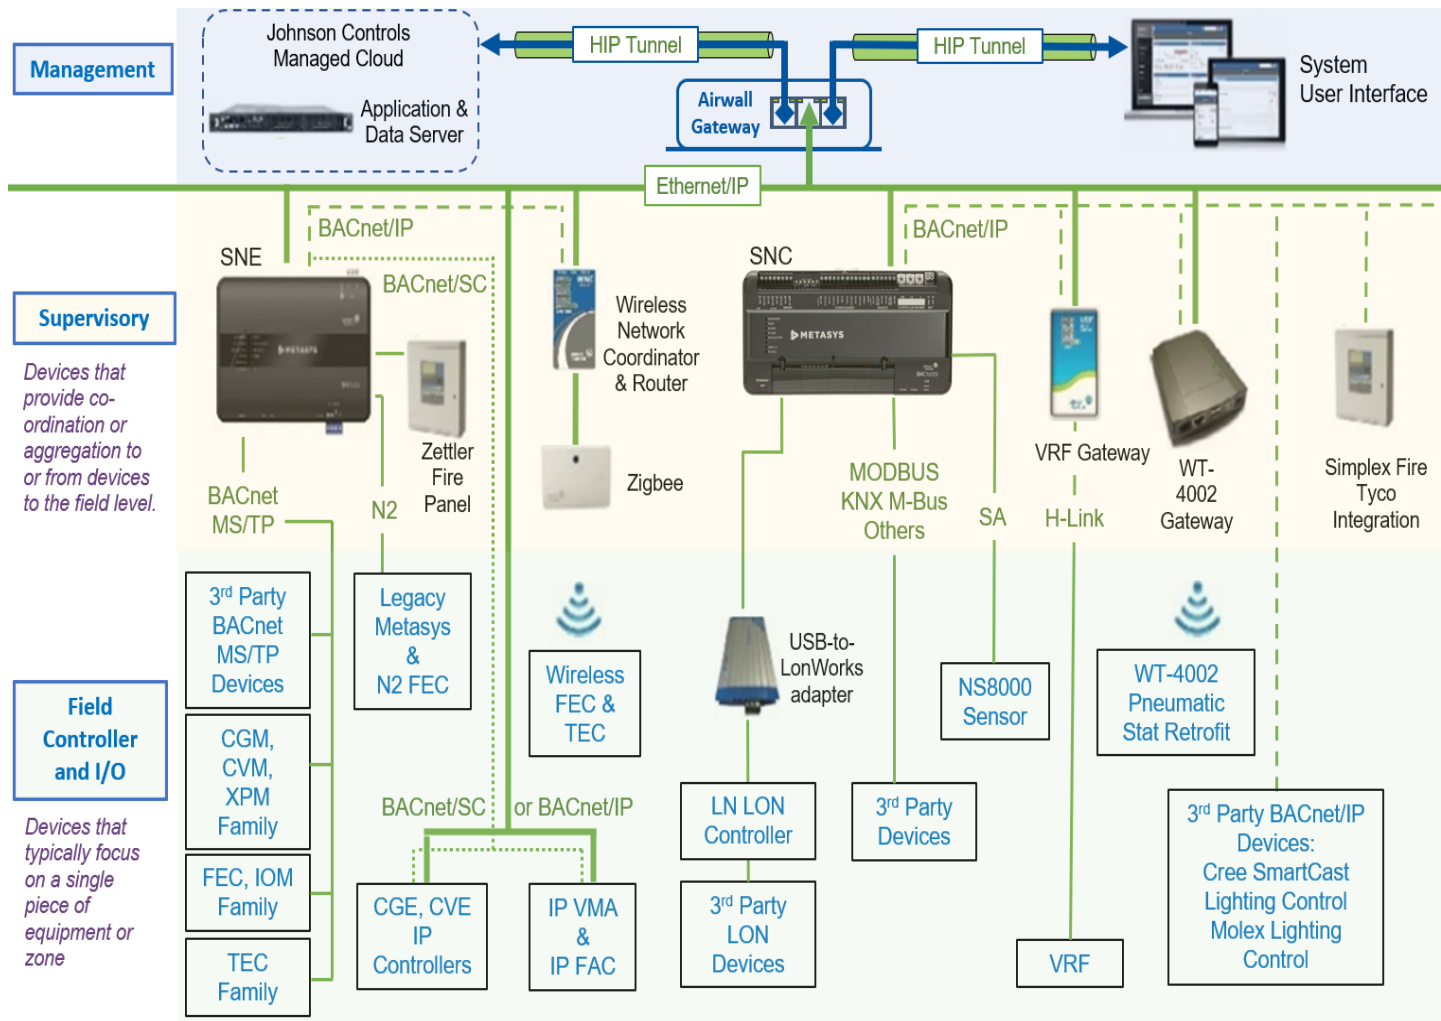 Management
Johnson Controls
Managed Cloud
Application &
Data Server
HIP Tunnel
HIP Tunnel
Airwall
Gateway
System
User Interface
Ethernet/IP
Supervisory
Devices that
provide co-
ordination or
aggregation to
or from devices
to the field level.
SNE
BACnet/IP
BACnet/SC
METASYS
Zettler
Fire
Panel
BACnet
MS/TP
N2
Wireless
Network
Coordinator
& Router
Zigbee
SNC
BACnet/IP
METASYS
MODBUS
KNX M-Bus
Others
SA
VRF Gateway
H-Link
WT-
4002
Gateway
Simplex Fire
Tyco
Integration
Field
Controller
and I/O
Devices that
typically focus
on a single
piece of
equipment or
zone
3rd Party
BACnet
MS/TP
Devices
CGM,
CVM,
XPM
Family
FEC, IOM
Family
TEC
Family
Legacy
Metasys
&
N2 FEC
BACnet/SC or BACnet/IP
CGE, CVE
IP
Controllers
IP VMA
&
IP FAC
Wireless
FEC &
TEC
USB-to-
LonWorks
adapter
LN LON
Controller
3rd Party
LON
Devices
3rd Party
Devices
NS8000
Sensor
VRF
WT-4002
Pneumatic
Stat Retrofit
3rd Party BACnet/IP
Devices:
Cree SmartCast
Lighting Control
Molex Lighting
Control